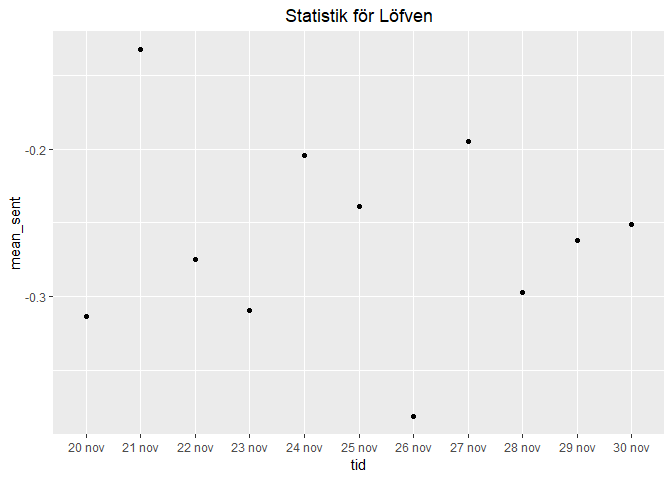 Statistik för Löfven
mean_sent
-0.2
-0.3
20 nov 21 nov 22 nov 23 nov 24 nov 25 nov 26 nov 27 nov 28 nov 29 nov 30 nov
tid